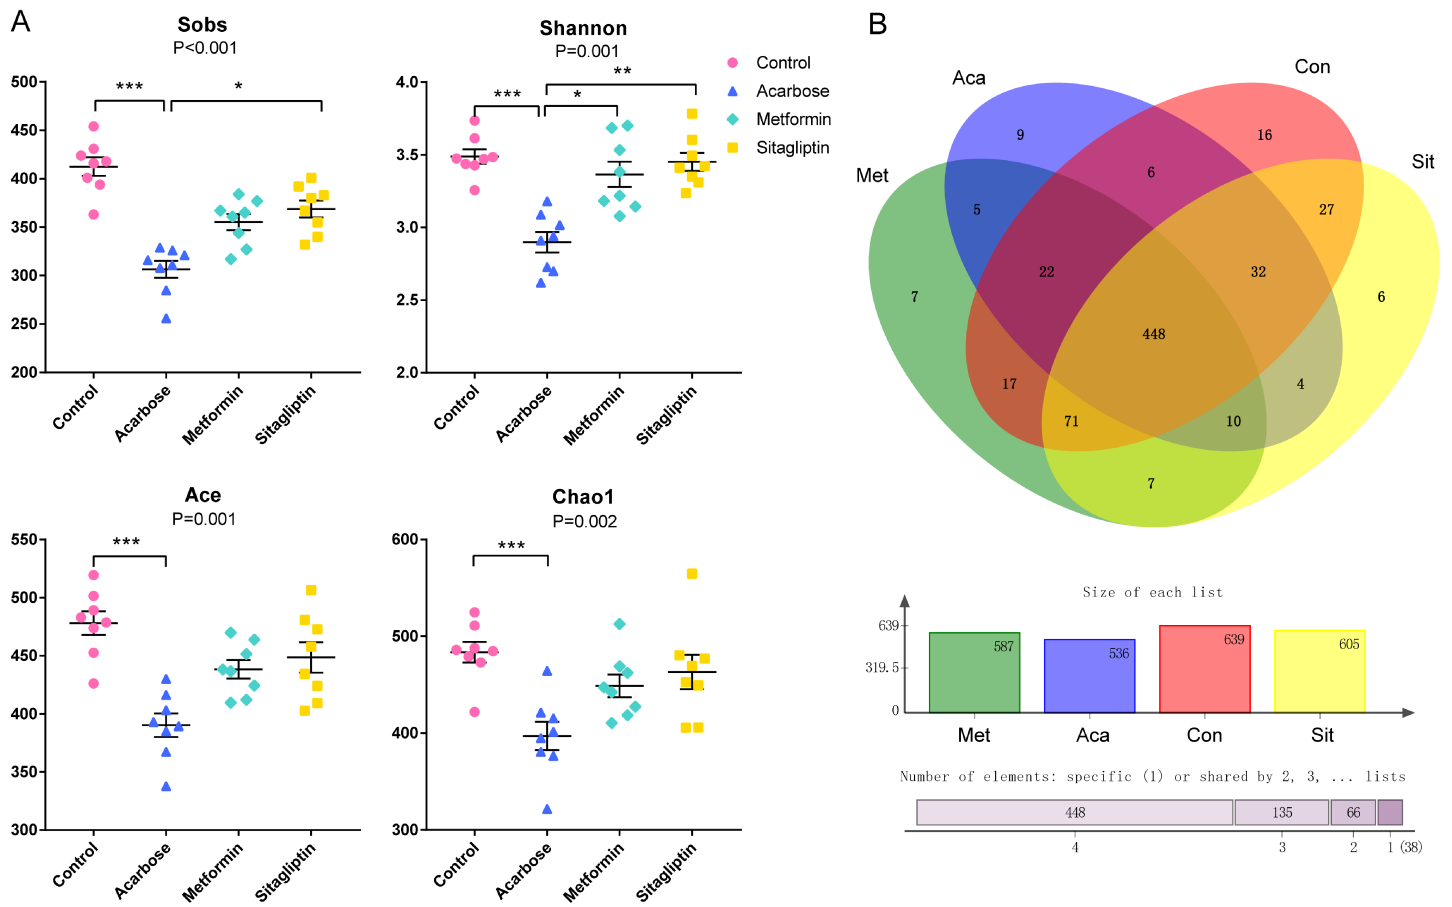 A
Sobs
P<0.001
*** *
500
450
400
350
300
250
200
Control
Acarbose
Metformin
Sitagliptin
Shannon
P=0.001
**
*** *
4.0
3.5
3.0
2.5
2.0
Control
Acarbose
Metformin
Sitagliptin
Control
Acarbose
Metformin
Sitagliptin
Ace
P=0.001
***
550
500
450
400
350
300
Control
Acarbose
Metformin
Sitagliptin
Chao1
P=0.002
***
600
500
400
300
Control
Acarbose
Metformin
Sitagliptin
B
Aca
Con
Met
Sit
9
16
6
5
27
22
32
7
6
448
17
4
71
10
7
Size of each list
639
319.5
0
587
536
639
605
Met
Aca
Con
Sit
Number of elements: specific (1) or shared by 2, 3, ... lists
448 135 66
4 3 2 1 (38)